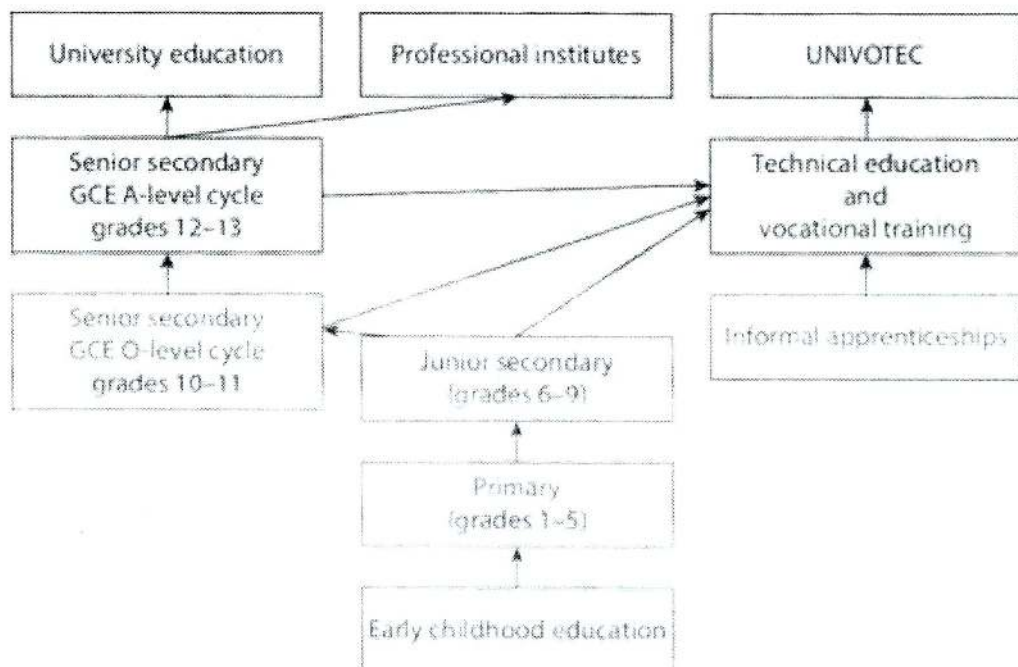 University education
Professional institutes
UNIVOTEC
Senior secondary
GCE A-level cycle
grades 12–13
Technical education
and
vocational training
Senior secondary
GCE O-level cycle
grades 10–11
Junior secondary
(grades 6–9)
Informal apprenticeships
Primary
(grades 1–5)
Early childhood education